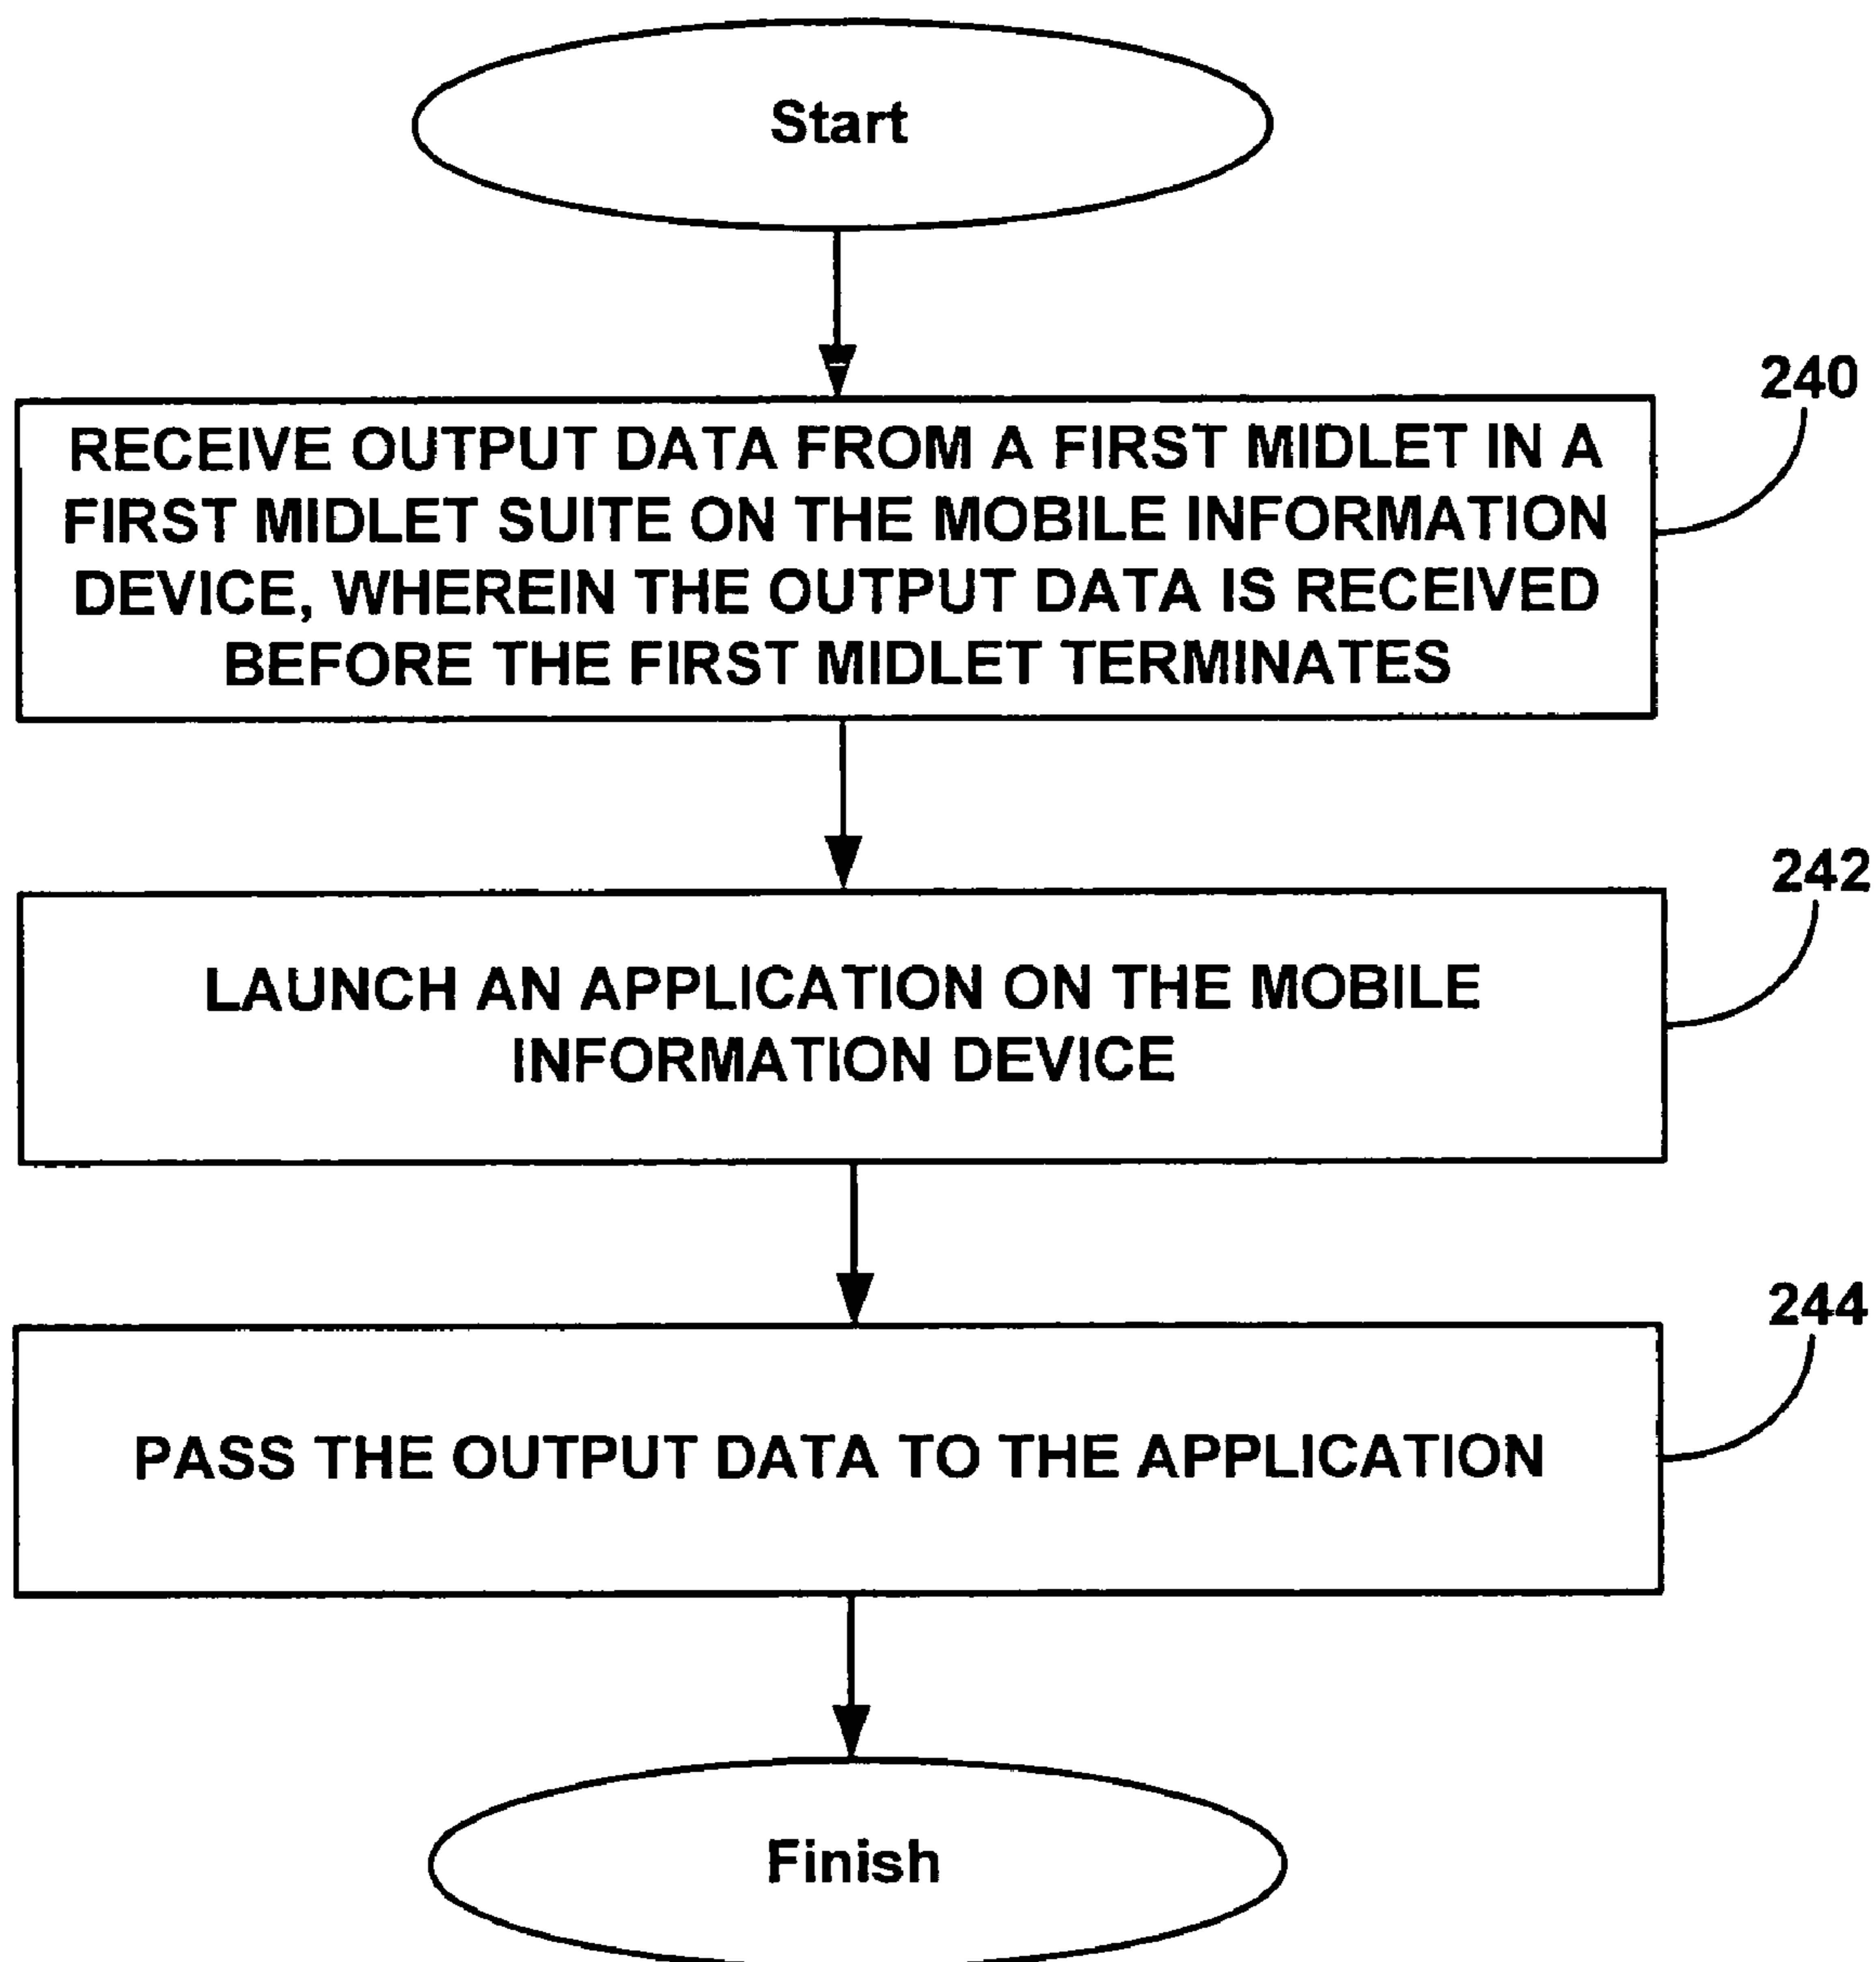 Start
240
RECEIVE OUTPUT DATA FROM A FIRST MIDLET IN A
FIRST MIDLET SUITE ON THE MOBILE INFORMATION
DEVICE, WHEREIN THE OUTPUT DATA IS RECEIVED
BEFORE THE FIRST MIDLET TERMINATES
242
LAUNCH AN APPLICATION ON THE MOBILE
INFORMATION DEVICE
244
PASS THE OUTPUT DATA TO THE APPLICATION
Finish